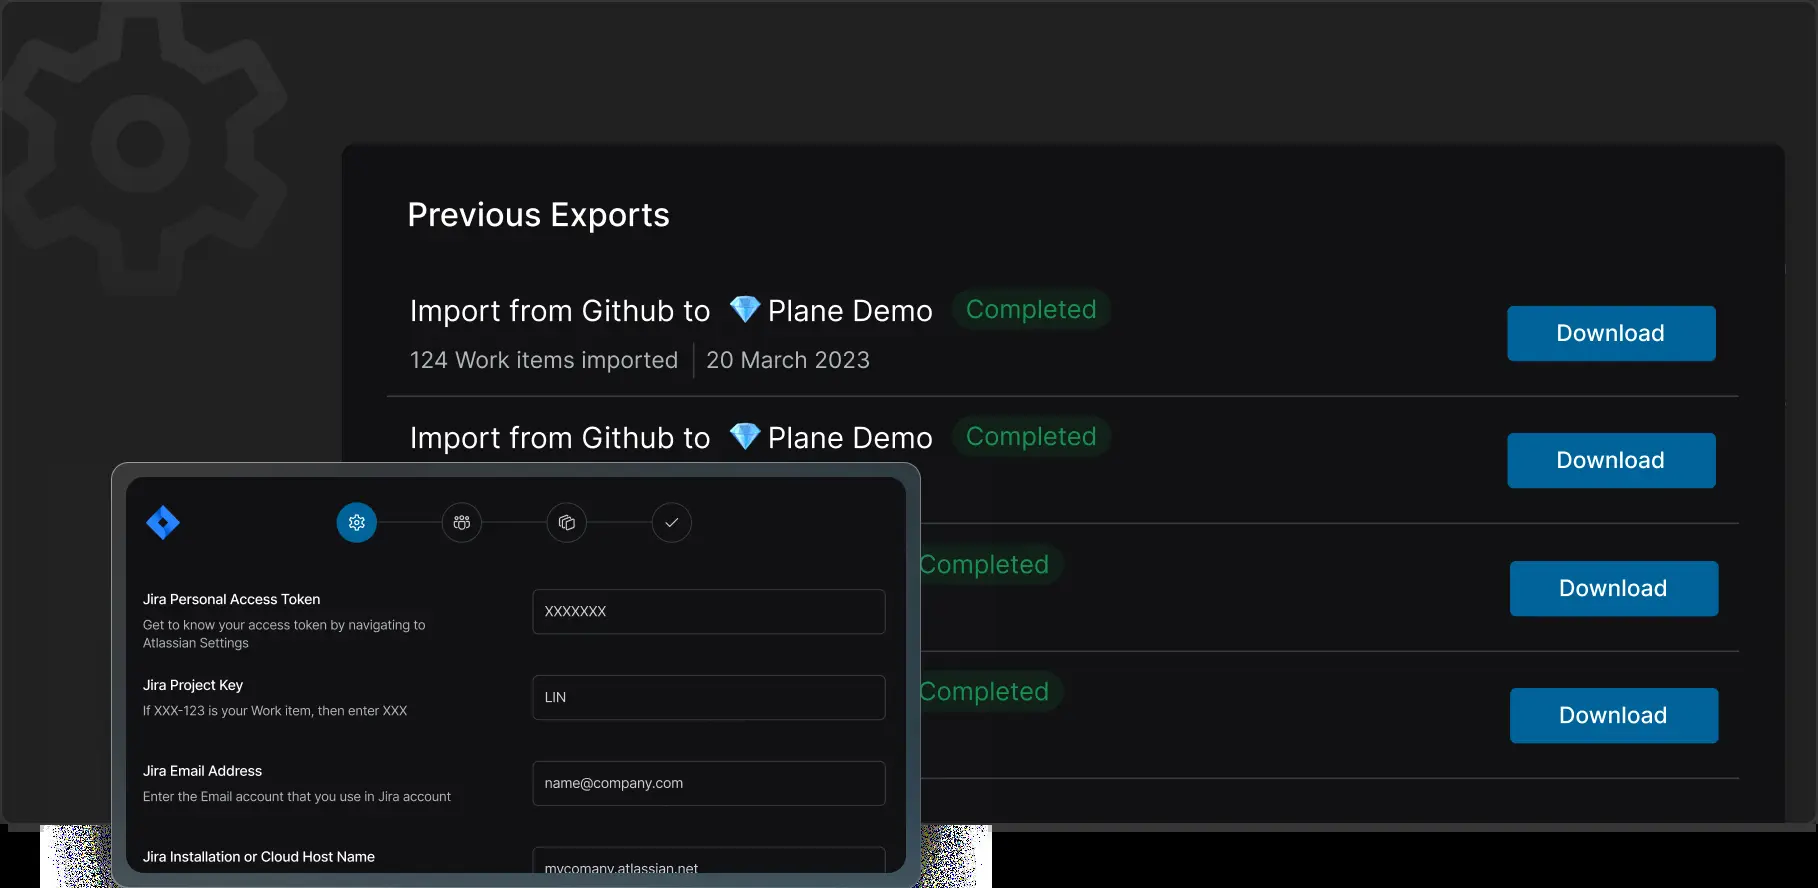 Previous Exports
Import from Github to 💎 Plane Demo Completed
Download
124 Work items imported | 20 March 2023
Import from Github to 💎 Plane Demo Completed
Download
Completed
Download
Completed
Download
Jira Personal Access Token
XXXXXXX
Get to know your access token by navigating to
Atlassian Settings
Jira Project Key
LIN
If XXX-123 is your Work item, then enter XXX
Jira Email Address
name@company.com
Enter the Email account that you use in Jira account
Jira Installation or Cloud Host Name
mycomany.atlassian.net